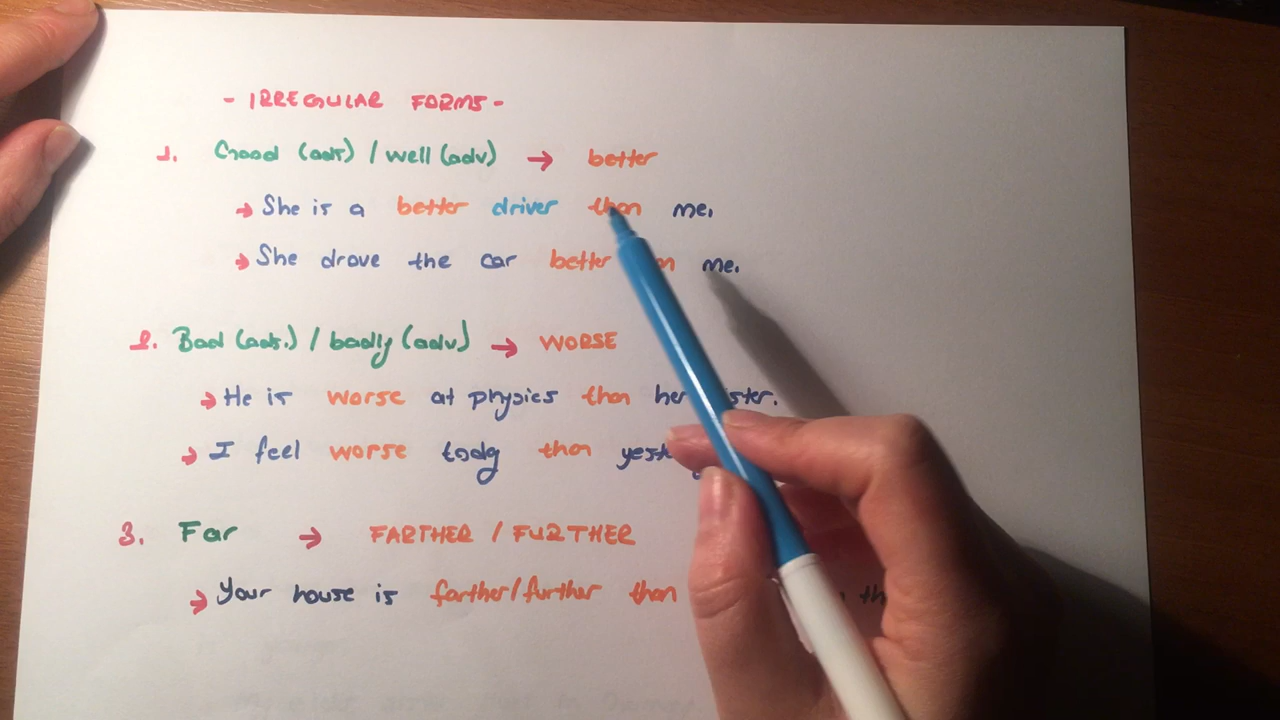 - IRREGULAR FORMS -
1. Good (adj) / well (adv) → better
→ She is a better driver than me.
→ She drove the car better me.
2. Bad (adj.) / badly (adv) → WORSE
→ He is worse at physics than her
→ I feel worse today than
3. Far → FARTHER / FURTHER
→ Your house is farther/further than